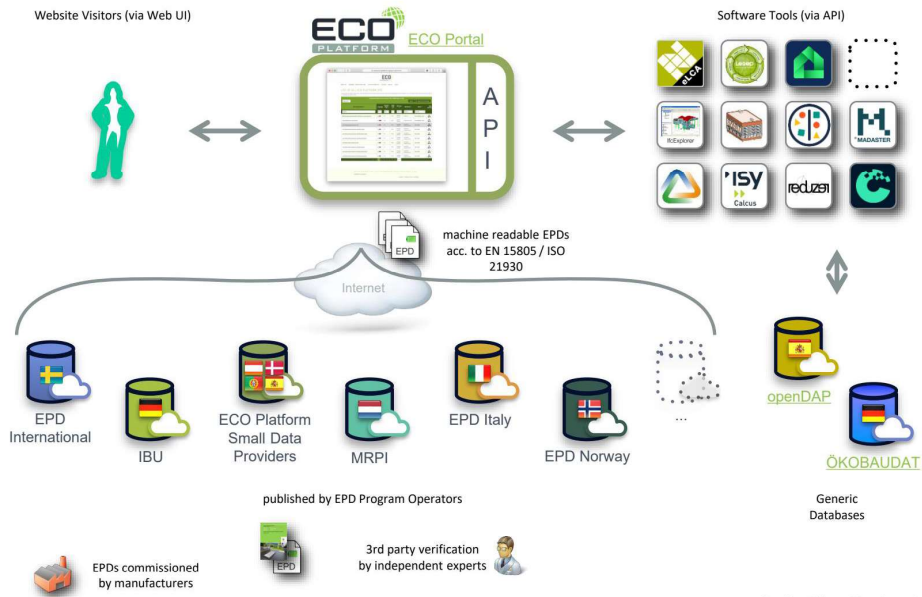 Website Visitors (via Web UI)
ECO
PLATFORM
ECO Portal
Software Tools (via API)
ECO
A
P
I
eLCA
IfcExplorer
M.
MADASTER
ISY
Calcus
reduzer
EPD
machine readable EPDs
acc. to EN 15805 / ISO
21930
Internet
EPD
International
IBU
ECO Platform
Small Data
Providers
MRPI
EPD Italy
EPD Norway
...
openDAP
ÖKOBAUDAT
published by EPD Program Operators
Generic
Databases
EPD
EPDs commissioned
by manufacturers
3rd party verification
by independent experts